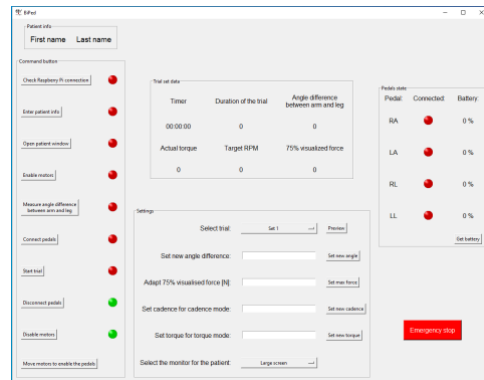 BiPed
Patient info
First name Last name
Command button
Check Raspberry Pi connection
Enter patient info
Open patient window
Enable motors
Measure angle difference
between arm and leg
Connect pedals
Start trial
Disconnect pedals
Disable motors
Move motors to enable the pedals
Trial set data
Timer Duration of the trial Angle difference
between arm and leg
00:00:00 0 0
Actual torque Target RPM 75% visualized force
0 0 0
Settings
Select trial: Set 1 Preview
Set new angle difference: Set new angle
Adapt 75% visualised force [N]: Set max force
Set cadence for cadence mode: Set new cadence
Set torque for torque mode: Set new torque
Select the monitor for the patient: Large screen
Pedals state
Pedal: Connected: Battery:
RA 0 %
LA 0 %
RL 0 %
LL 0 %
Get battery
Emergency stop